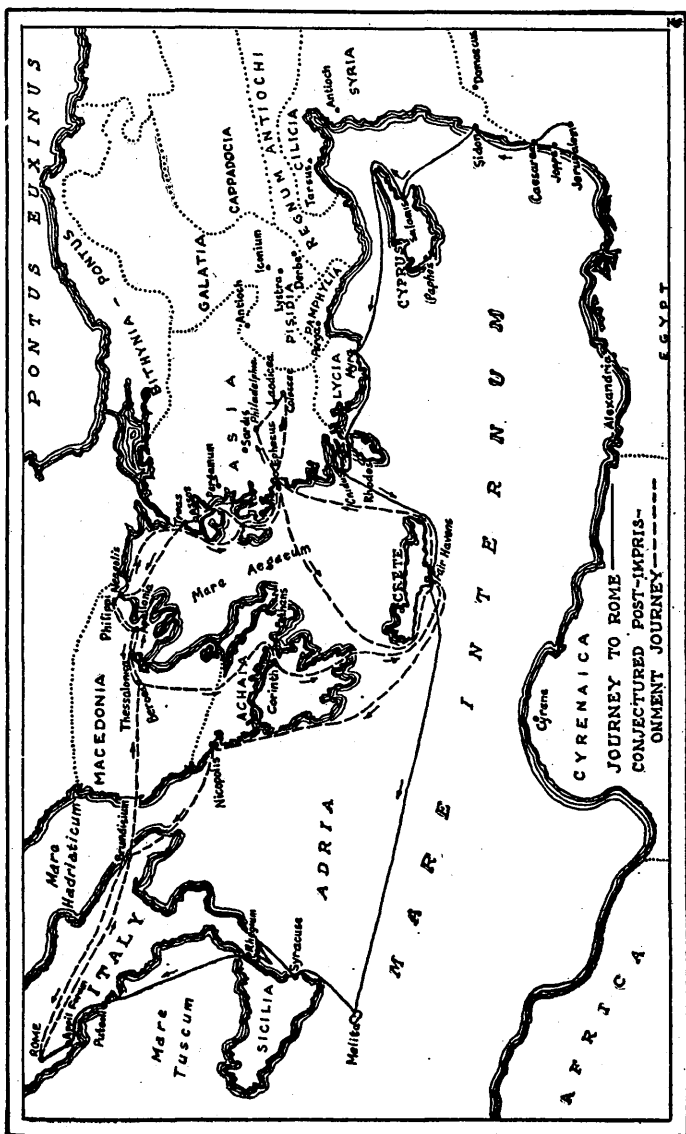 PONTUS EUXINUS
Mare
Hadriaticum
MACEDONIA
Philippi
Neapolis
Thessalonica
Beroea
BITHYNIA - PONTUS
GALATIA
CAPPADOCIA
REGNUM ANTIOCHI
CILICIA
Tarsus
Antioch
SYRIA
Damascus
ROME
Appii Forum
Puteoli
ITALY
Brundisium
Mare
Tuscum
Rhegium
SICILIA
Syracuse
Melita
ADRIA
Nicopolis
ACHAIA
Corinth
Athens
Mare Aegaeum
Troas
Assos
Pergamum
ASIA
Sardis
Philadelphia
Ephesus
Laodicea
Colossae
Antioch
Iconium
Lystra
Derbe
PISIDIA
PAMPHYLIA
Perga
LYCIA
Myra
Cnidus
Rhodes
CRETE
Fair Havens
CYPRUS
Salamis
Paphos
Sidon
Caesarea
Joppa
Jerusalem
MARE INTERNUM
AFRICA
CYRENAICA
Cyrene
Alexandria
EGYPT
JOURNEY TO ROME
CONJECTURED POST-IMPRIS-
ONMENT JOURNEY